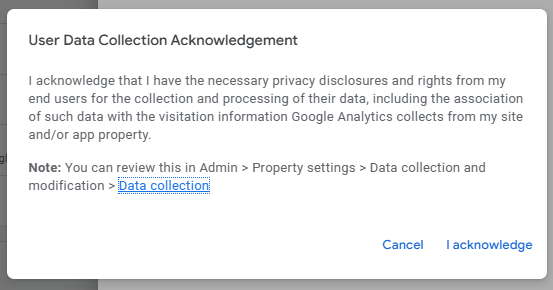 User Data Collection Acknowledgement
I acknowledge that I have the necessary privacy disclosures and rights from my
end users for the collection and processing of their data, including the association
of such data with the visitation information Google Analytics collects from my site
and/or app property.
Note: You can review this in Admin > Property settings > Data collection and
modification > Data collection
Cancel I acknowledge